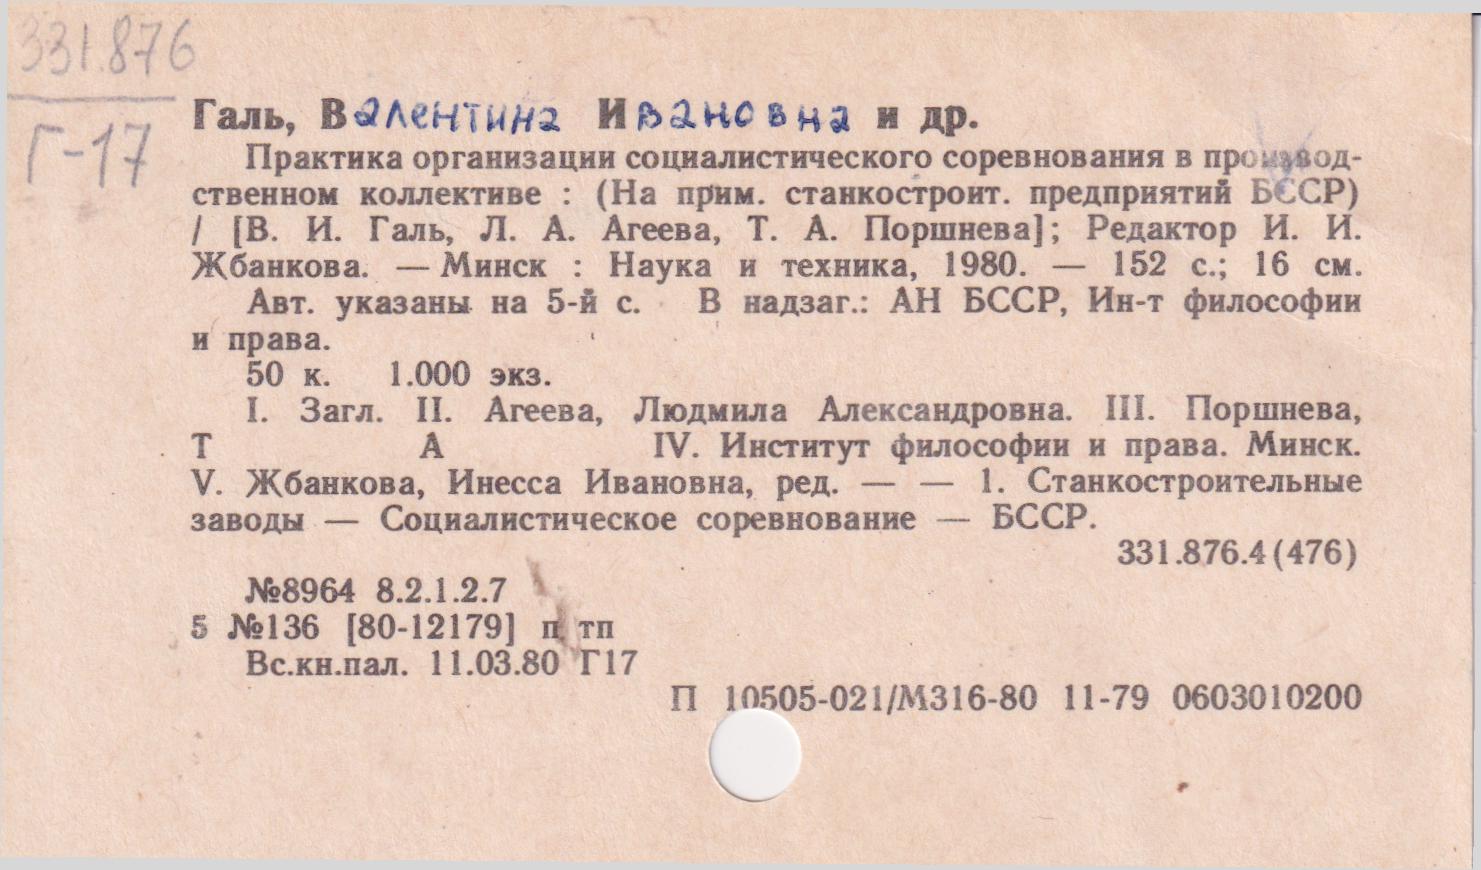 331.876
Г-17
Галь, Валентина Ивановна и др.
Практика организации социалистического соревнования в производ-
ственном коллективе : (На прим. станкостроит. предприятий БССР)
/ [В. И. Галь, Л. А. Агеева, Т. А. Поршнева]; Редактор И. И.
Жбанкова. — Минск : Наука и техника, 1980. — 152 с.; 16 см.
Авт. указаны на 5-й с. В надзаг.: АН БССР, Ин-т философии
и права.
50 к. 1.000 экз.
I. Загл. II. Агеева, Людмила Александровна. III. Поршнева,
Т А IV. Институт философии и права. Минск.
V. Жбанкова, Инесса Ивановна, ред. — — 1. Станкостроительные
заводы — Социалистическое соревнование — БССР.
331.876.4(476)
№8964 8.2.1.2.7
5 №136 [80-12179] п тп
Вс.кн.пал. 11.03.80 Г17
П 10505-021/М316-80 11-79 0603010200